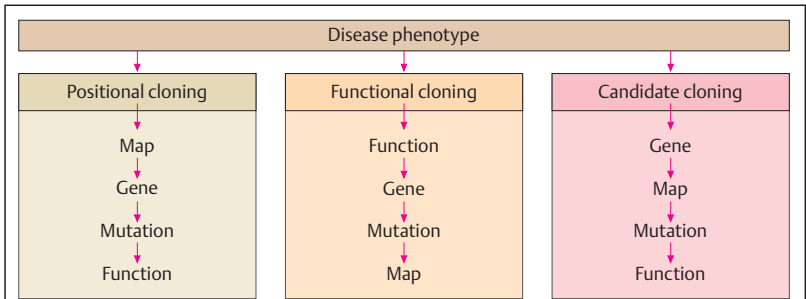 Disease phenotype
Positional cloning
Map
Gene
Mutation
Function
Functional cloning
Function
Gene
Mutation
Map
Candidate cloning
Gene
Map
Mutation
Function